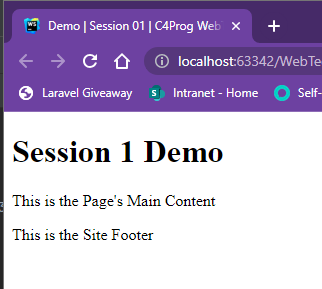 WS Demo | Session 01 | C4Prog Web
localhost:63342/WebTe
Laravel Giveaway S Intranet - Home Self-
Session 1 Demo
This is the Page's Main Content
This is the Site Footer